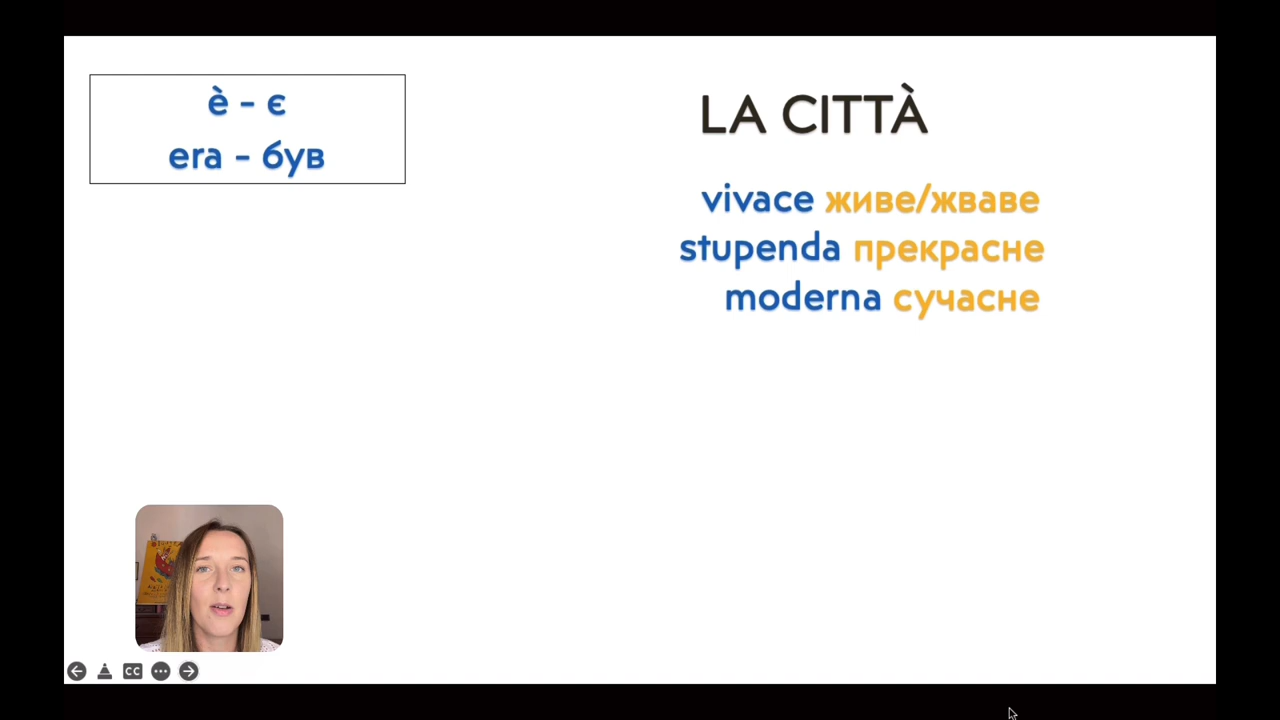 è - є
era - був
LA CITTÀ
vivace живе/жваве
stupenda прекрасне
moderna сучасне
CC